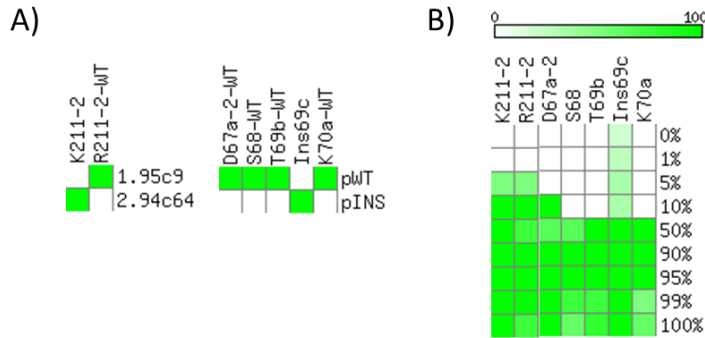 A)
K211-2
R211-2-WT
1.95c9
2.94c64
D67a-2-WT
S68-WT
T69b-WT
Ins69c
K70a-WT
pWT
pINS
B)
0
100
K211-2
R211-2
D67a-2
S68
T69b
Ins69c
K70a
0%
1%
5%
10%
50%
90%
95%
99%
100%